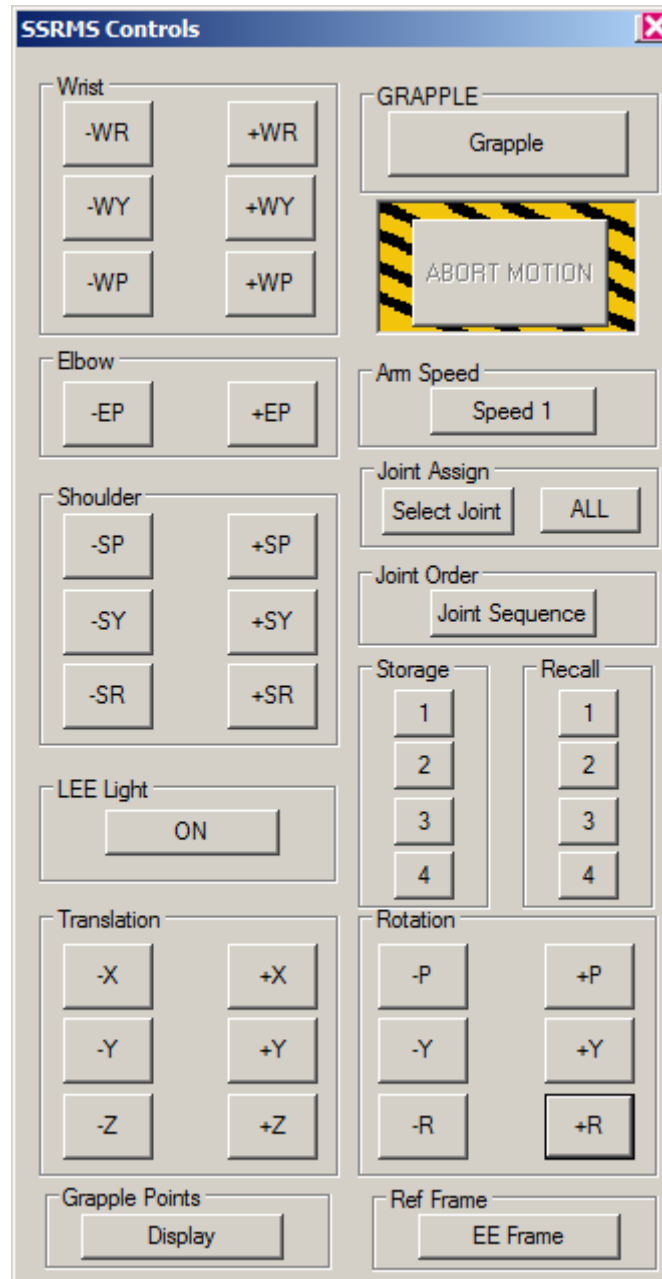 SSRMS Controls
Wrist
-WR +WR
-WY +WY
-WP +WP
GRAPPLE
Grapple
ABORT MOTION
Elbow
-EP +EP
Arm Speed
Speed 1
Joint Assign
Select Joint ALL
Shoulder
-SP +SP
-SY +SY
-SR +SR
Joint Order
Joint Sequence
Storage
1
2
3
4
Recall
1
2
3
4
LEE Light
ON
Translation
-X +X
-Y +Y
-Z +Z
Rotation
-P +P
-Y +Y
-R +R
Grapple Points
Display
Ref Frame
EE Frame